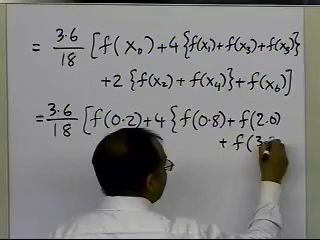 = 3.6/18 [f(x₀)+4{f(x₁)+f(x₃)+f(x₅)}
+2{f(x₂)+f(x₄)}+f(x₆)]
= 3.6/18 [f(0.2)+4{f(0.8)+f(2.0)
+ f(3.